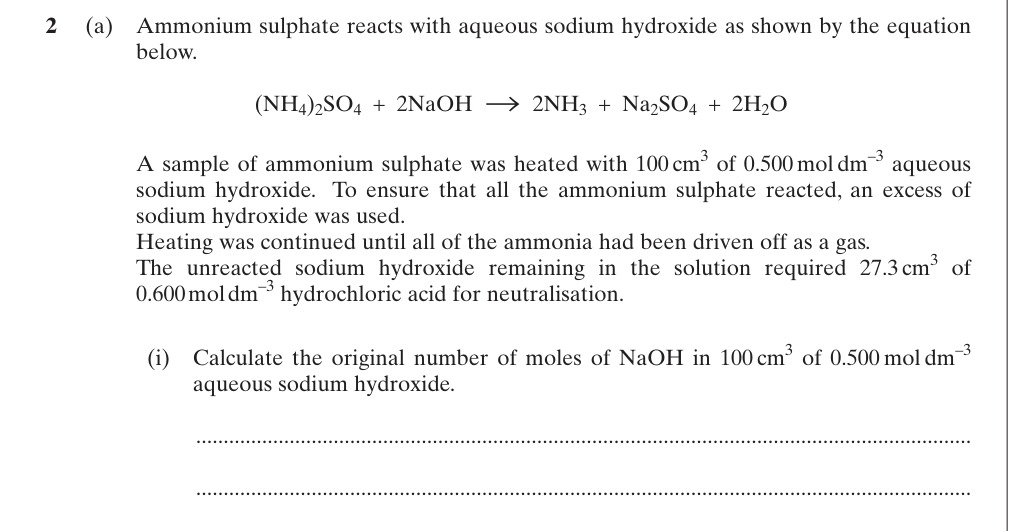 2 (a) Ammonium sulphate reacts with aqueous sodium hydroxide as shown by the equation
below.
(NH₄)₂SO₄ + 2NaOH ⟶ 2NH₃ + Na₂SO₄ + 2H₂O
A sample of ammonium sulphate was heated with 100 cm³ of 0.500 mol dm⁻³ aqueous
sodium hydroxide. To ensure that all the ammonium sulphate reacted, an excess of
sodium hydroxide was used.
Heating was continued until all of the ammonia had been driven off as a gas.
The unreacted sodium hydroxide remaining in the solution required 27.3 cm³ of
0.600 mol dm⁻³ hydrochloric acid for neutralisation.
(i) Calculate the original number of moles of NaOH in 100 cm³ of 0.500 mol dm⁻³
aqueous sodium hydroxide.